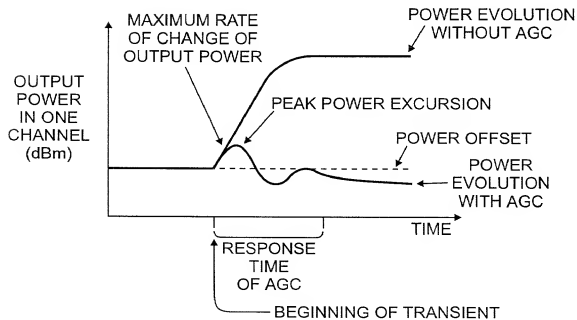 MAXIMUM RATE
OF CHANGE OF
OUTPUT POWER
POWER EVOLUTION
WITHOUT AGC
OUTPUT
POWER
IN ONE
CHANNEL
(dBm)
PEAK POWER EXCURSION
POWER OFFSET
POWER
EVOLUTION
WITH AGC
TIME
RESPONSE
TIME
OF AGC
BEGINNING OF TRANSIENT